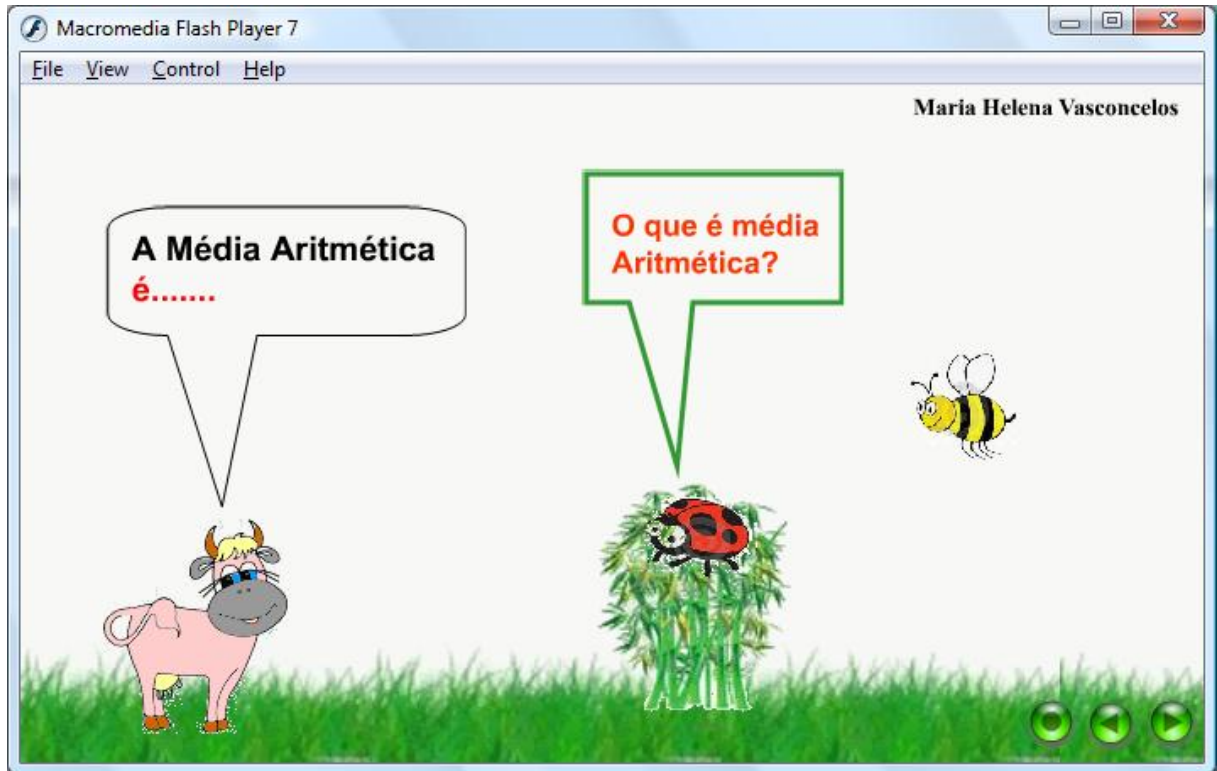 Macromedia Flash Player 7
File View Control Help
Maria Helena Vasconcelos
A Média Aritmética
é.......
O que é média
Aritmética?